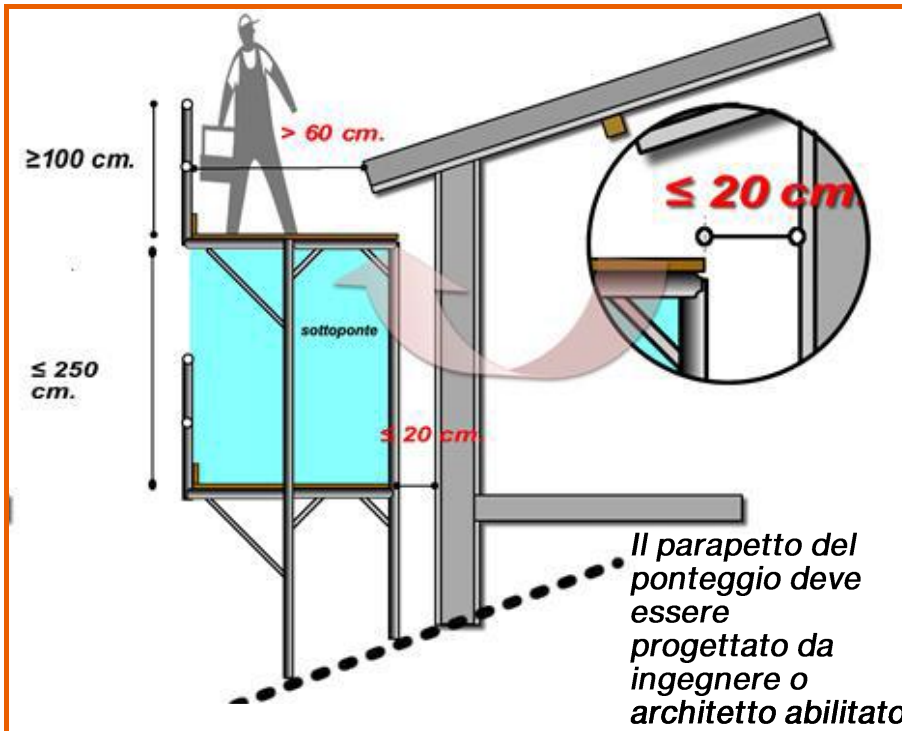 > 60 cm.
≥100 cm.
≤ 20 cm.
sottoponte
≤ 250
cm.
≤ 20 cm.
Il parapetto del
ponteggio deve
essere
progettato da
ingegnere o
architetto abilitato